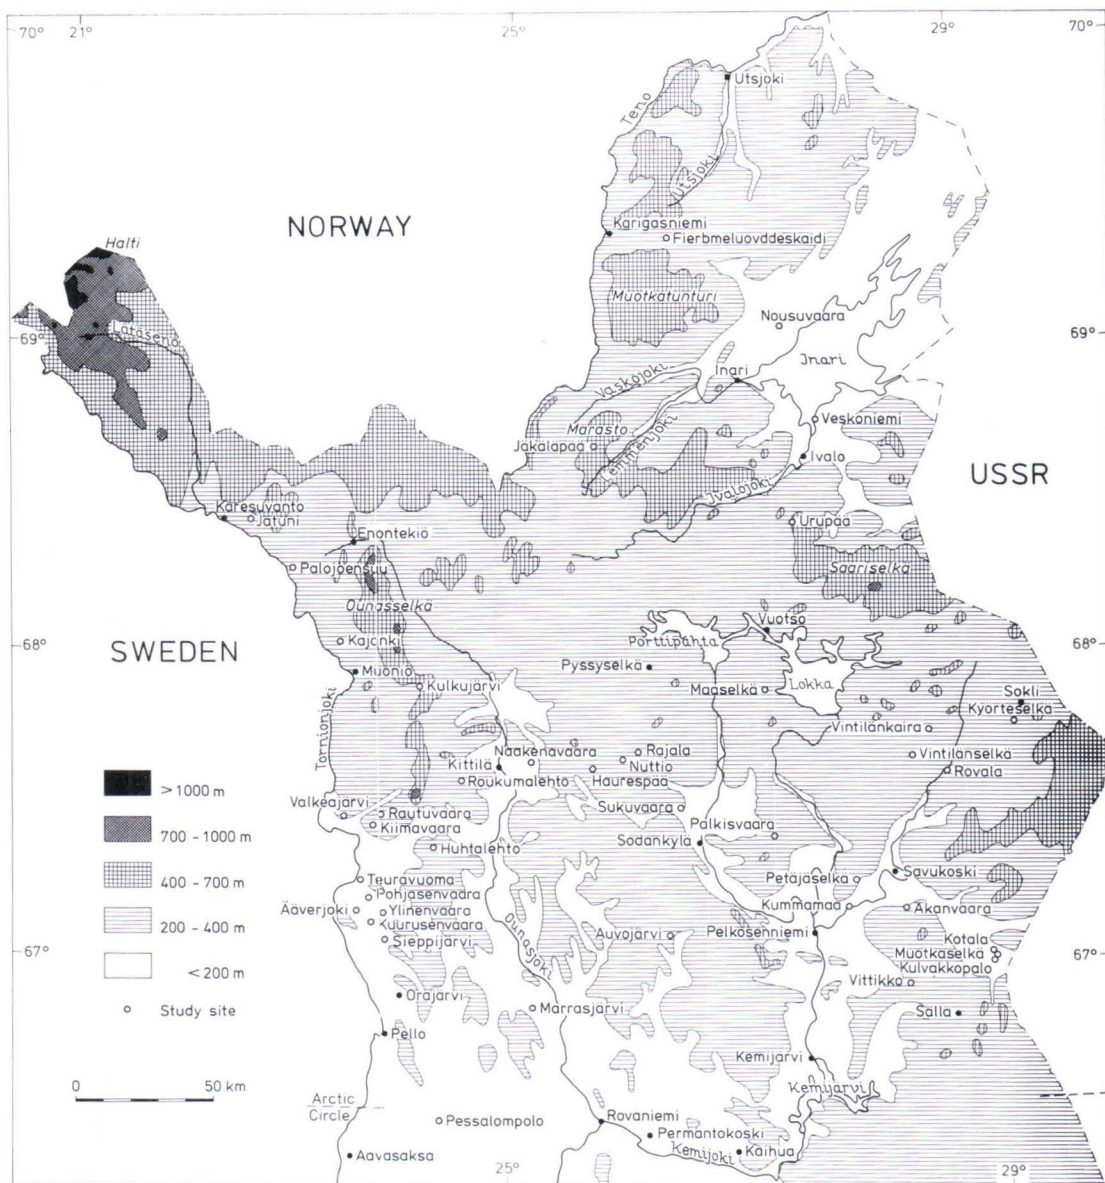 70° 21°
25°
29° 70°
Utsjoki
Teno
Utsjoki
NORWAY
Karigasniemi
Fierbmeluovddeskaidi
Halti
Muotkatunturi
Nousuvaara
Lätäseno
69°
69°
Inari
Inari
Vaskojoki
Veskoniemi
Marasto
Jäkäläpää
Lemmenjoki
Ivalo
USSR
Ivalojoki
Karesuvanto
Jatuni
Urupää
Enontekiö
Saariselkä
Palojoensuu
Ounasselkä
Vuotso
Porttipahta
68°
68°
SWEDEN
Kajanki
Pyssyselkä
Muonio
Kulkujärvi
Maaselkä
Lokka
Sokli
Kyörteselkä
Tornionjoki
Vintilänkaira
Naakenavaara
Rajala
Vintilänselkä
Kittilä
Nuttio
Rovala
Roukumalehto
Haurespää
> 1000 m
Valkeajärvi
Rautuvaara
Sukuvaara
Kiimavaara
Palkisvaara
700 - 1000 m
Huhtalehto
Sodankylä
400 - 700 m
Teuravuoma
Petäjäselkä
Savukoski
Pohjasenvaara
Ääverjoki
Ylinenvaara
Kummamaa
Akanvaara
200 - 400 m
Kuurusenvaara
Sieppijärvi
Ounasjoki
Auvojärvi
Pelkosenniemi
Kotala
67°
Muotkaselkä
67°
< 200 m
Kulvakkopalo
Vittikko
Orajärvi
Study site
Marrasjärvi
Salla
Pello
0 50 km
Kemijärvi
Kemijärvi
Arctic
Circle
Pessalompolo
Rovaniemi
Permantokoski
Kemijoki
Kaihua
Aavasaksa
25°
29°